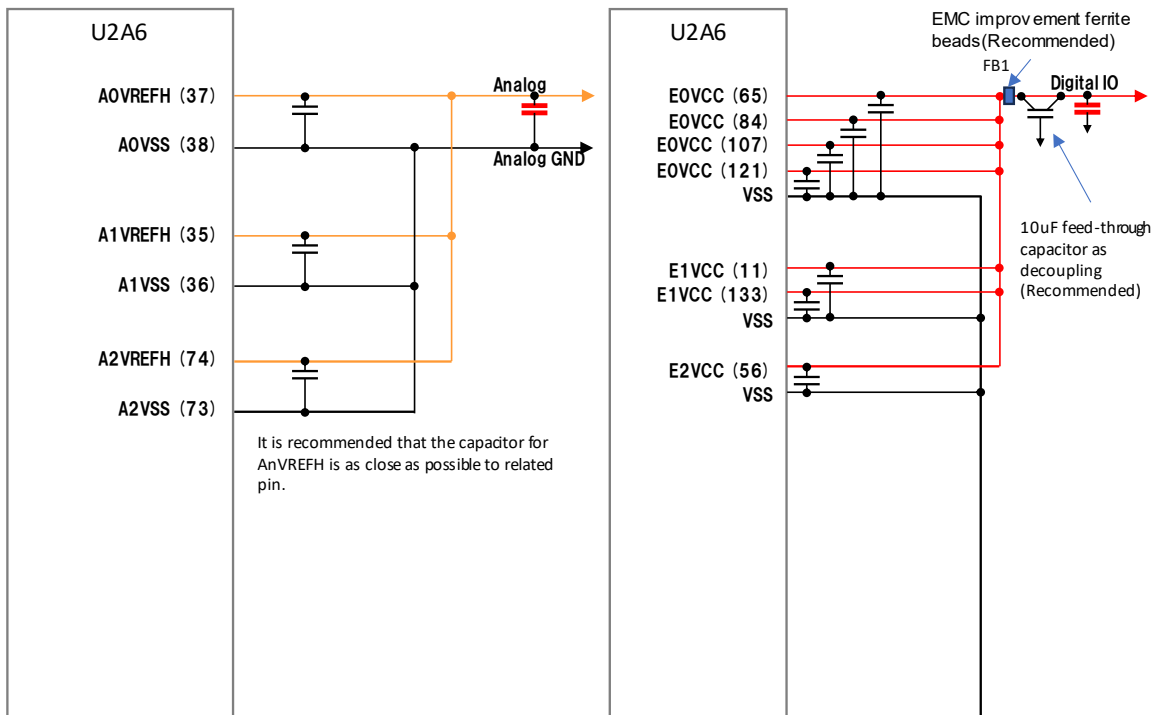 U2A6
A0VREFH (37)
Analog
A0VSS (38)
Analog GND
A1VREFH (35)
A1VSS (36)
A2VREFH (74)
A2VSS (73)
It is recommended that the capacitor for
AnVREFH is as close as possible to related
pin.
U2A6
EMC improvement ferrite
beads(Recommended)
FB1
Digital IO
E0VCC (65)
E0VCC (84)
E0VCC (107)
E0VCC (121)
VSS
10uF feed-through
capacitor as
decoupling
(Recommended)
E1VCC (11)
E1VCC (133)
VSS
E2VCC (56)
VSS